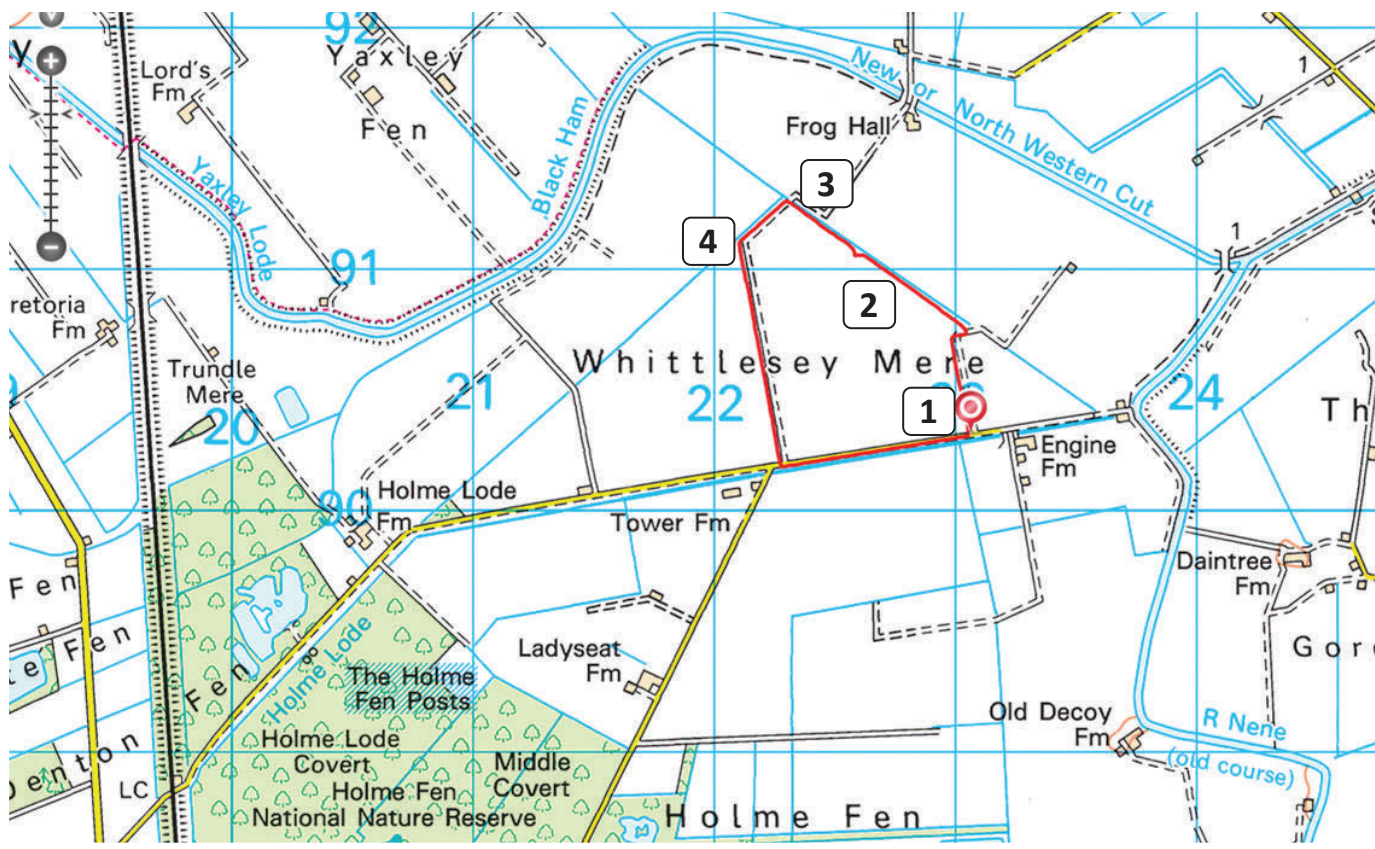 92
y
Yaxley
Fen
Lord's
Fm
New or North Western Cut
1
Frog Hall
Black Ham
Yaxley Lode
3
4
91
1
2
retoria
Fm
Trundle
Mere
Whittlesey Mere
20
21
22
1
24
Th
Engine
Fm
90
Holme Lode
Fm
Tower Fm
Daintree
Fm
Fen
te Fen
Fen
Holme Lode
The Holme
Fen Posts
Ladyseat
Fm
Gor
Old Decoy
Fm
R Nene
(old course)
Denton
LC
Holme Lode
Covert
Middle
Covert
Holme Fen
National Nature Reserve
Holme Fen